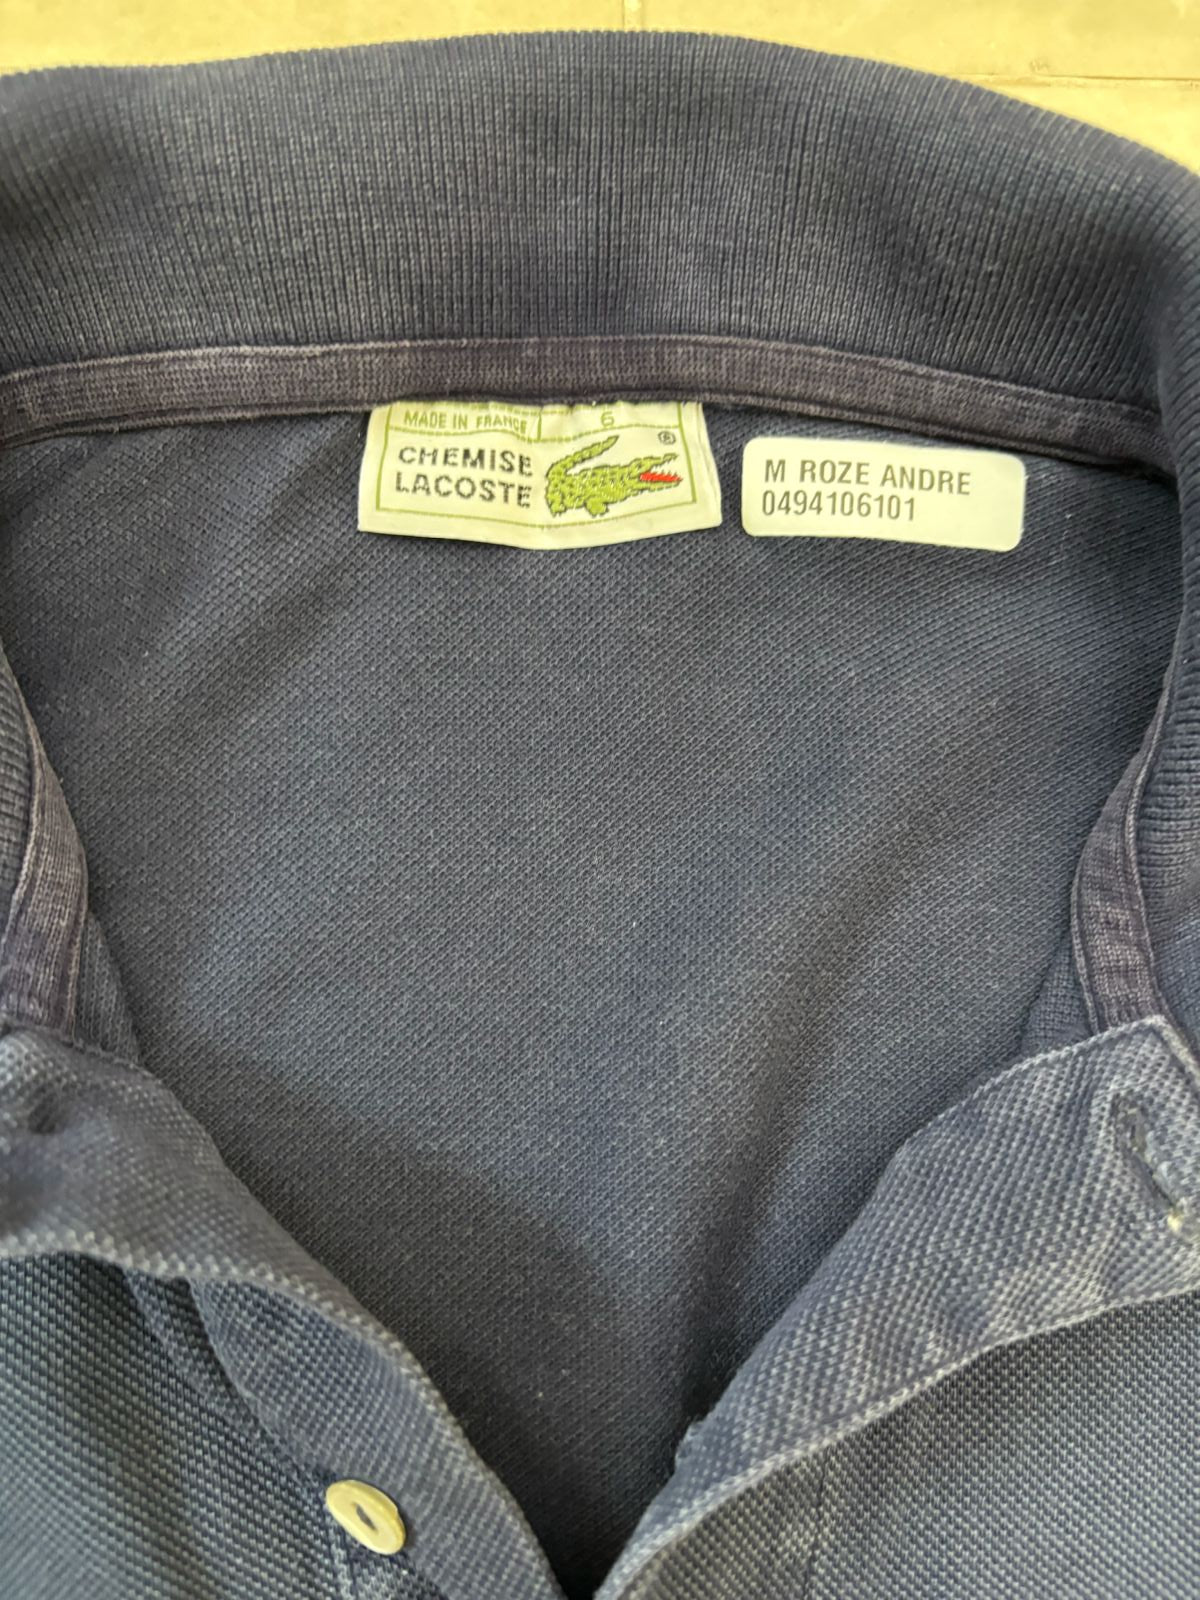 MADE IN FRANCE 6
CHEMISE
LACOSTE ®
M ROZE ANDRE
0494106101